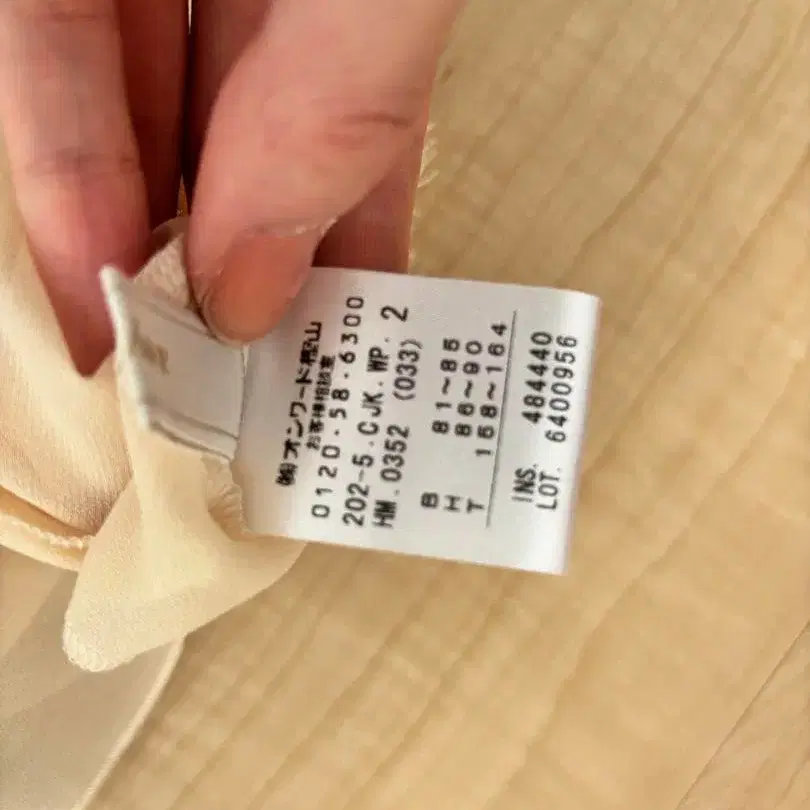 ㈱オンワード樫山
お客様相談室
0120・58・6300
202-5.CJK.WP. 2
HM.0352 (033)
B 81~85
H 86~90
T 158~164
INS. 484440
LOT. 6400956